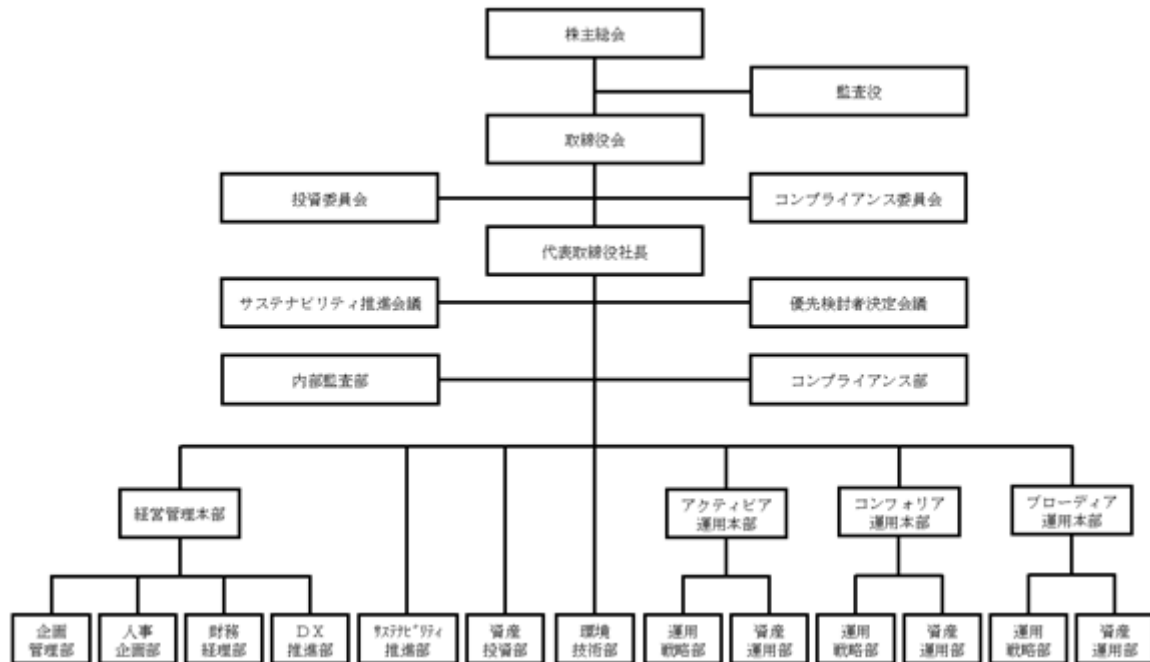 株主総会
監査役
取締役会
投資委員会
コンプライアンス委員会
代表取締役社長
サステナビリティ推進会議
優先検討者決定会議
内部監査部
コンプライアンス部
経営管理本部
アクティビア
運用本部
コンフォリア
運用本部
ブローディア
運用本部
企画
管理部
人事
企画部
財務
経理部
ＤＸ
推進部
ｻｽﾃﾅﾋﾞﾘﾃｨ
推進部
資産
投資部
環境
技術部
運用
戦略部
資産
運用部
運用
戦略部
資産
運用部
運用
戦略部
資産
運用部